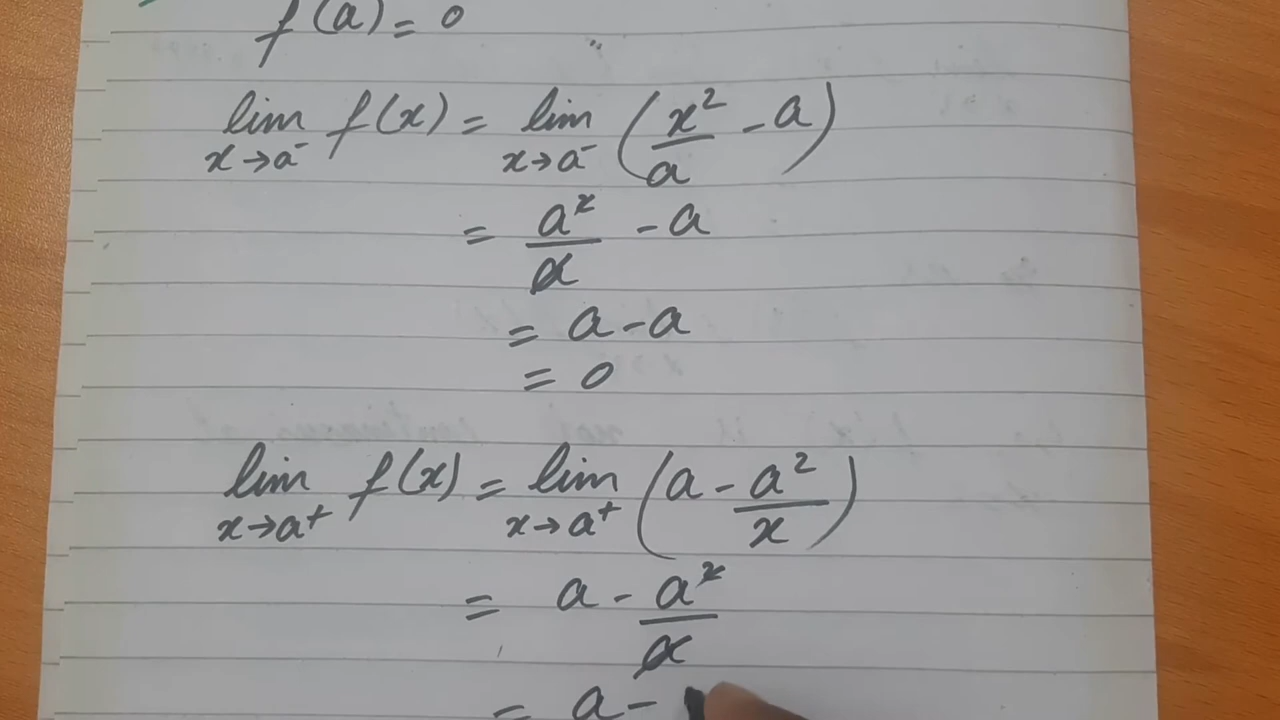 f(a) = 0
lim f(x) = lim (x²/a - a)
x→a⁻ x→a⁻
= a²/a - a
= a - a
= 0
lim f(x) = lim (a - a²/x)
x→a⁺ x→a⁺
= a - a²/a
= a -